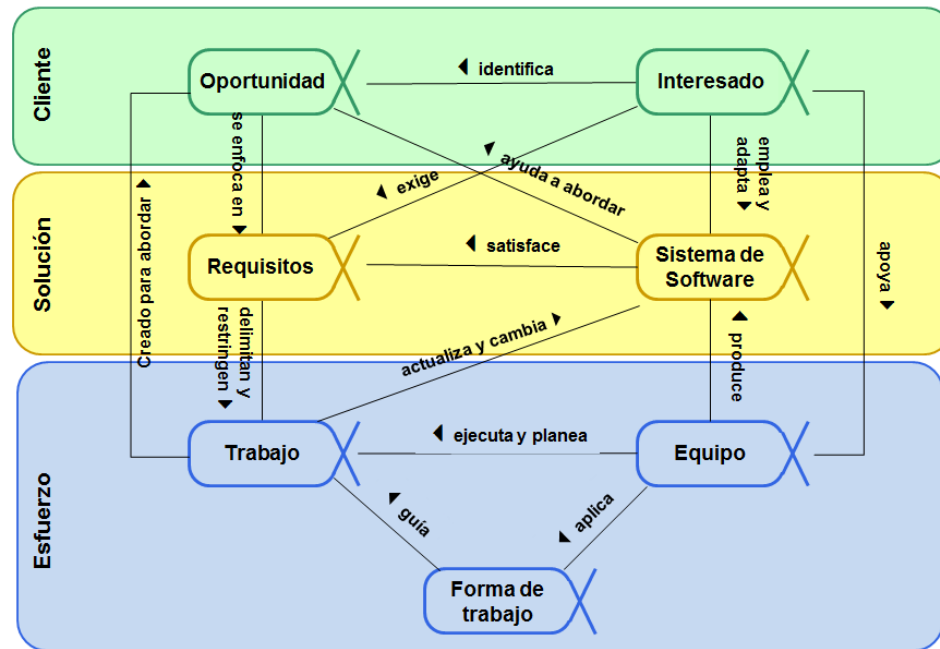 Cliente
Oportunidad
identifica
Interesado
se enfoca en
exige
ayuda a abordar
emplea y
adapta
Creado para abordar
apoya
Solución
Requisitos
satisface
Sistema de
Software
delimitan y
restringen
actualiza y cambia
produce
Esfuerzo
Trabajo
ejecuta y planea
Equipo
guía
aplica
Forma de
trabajo